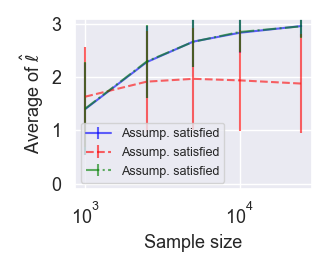 3
2
1
0
Average of ℓ̂
Assump. satisfied
Assump. satisfied
Assump. satisfied
10³ 10⁴
Sample size